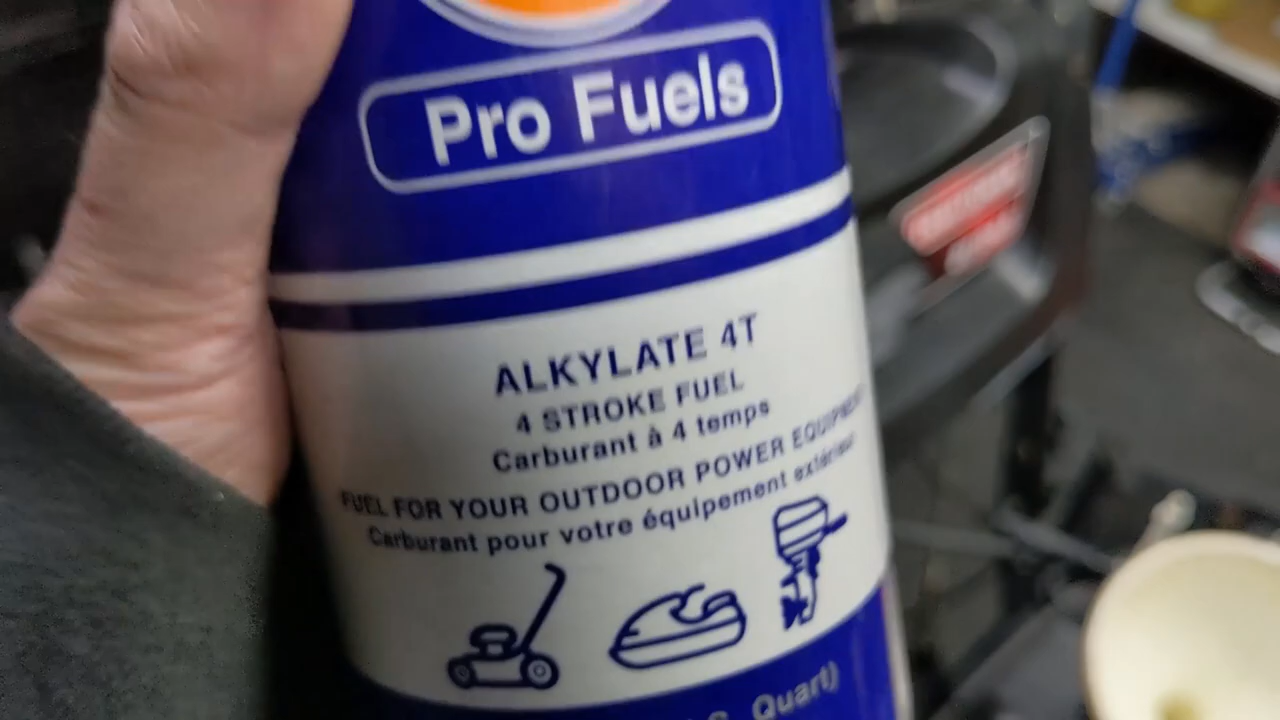 Pro Fuels
ALKYLATE 4T
4 STROKE FUEL
Carburant à 4 temps
FUEL FOR YOUR OUTDOOR POWER EQUIPMENT
Carburant pour votre équipement extérieur
S. Quart)